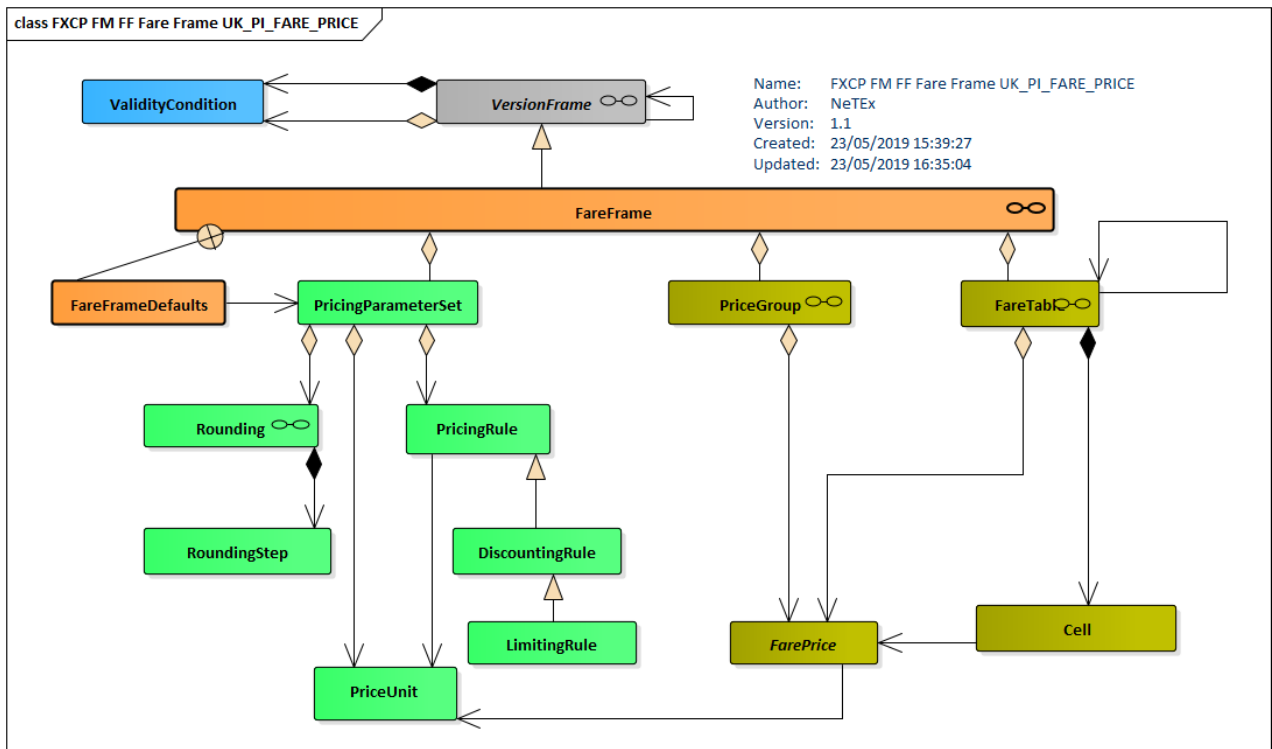 class FXCP FM FF Fare Frame UK_PI_FARE_PRICE
ValidityCondition
VersionFrame
Name: FXCP FM FF Fare Frame UK_PI_FARE_PRICE
Author: NeTEx
Version: 1.1
Created: 23/05/2019 15:39:27
Updated: 23/05/2019 16:35:04
FareFrame
FareFrameDefaults
PricingParameterSet
PriceGroup
FareTable
Rounding
PricingRule
RoundingStep
DiscountingRule
LimitingRule
FarePrice
Cell
PriceUnit